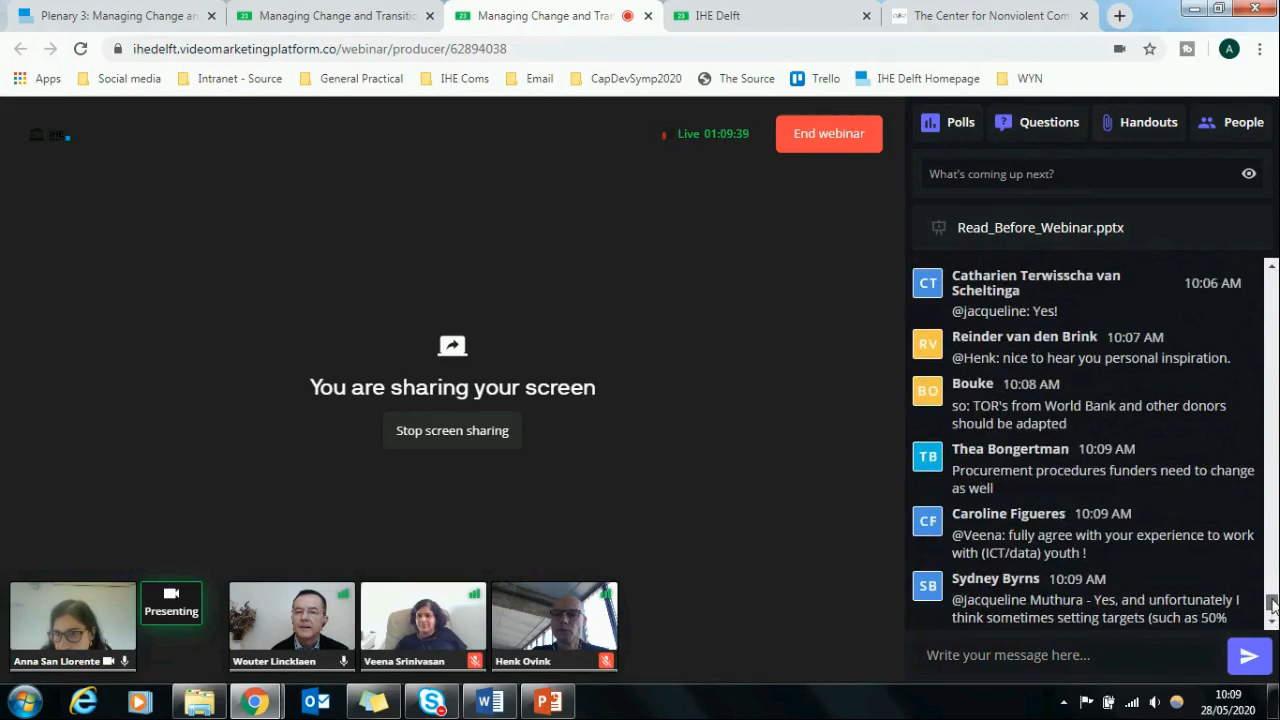 Plenary 3: Managing Change an
Managing Change and Transitio
Managing Change and Tran
IHE Delft
The Center for Nonviolent Com
ihedelft.videomarketingplatform.co/webinar/producer/62894038
A
Apps
Social media
Intranet - Source
General Practical
IHE Coms
Email
CapDevSymp2020
The Source
Trello
IHE Delft Homepage
WYN
IHE
Live 01:09:39
End webinar
Polls
Questions
Handouts
People
What's coming up next?
Read_Before_Webinar.pptx
CT
Catharien Terwisscha van
Scheltinga
10:06 AM
@jacqueline: Yes!
RV
Reinder van den Brink 10:07 AM
@Henk: nice to hear you personal inspiration.
BO
Bouke 10:08 AM
so: TOR's from World Bank and other donors
should be adapted
TB
Thea Bongertman 10:09 AM
Procurement procedures funders need to change
as well
CF
Caroline Figueres 10:09 AM
@Veena: fully agree with your experience to work
with (ICT/data) youth !
SB
Sydney Byrns 10:09 AM
@Jacqueline Muthura - Yes, and unfortunately I
think sometimes setting targets (such as 50%
Write your message here...
You are sharing your screen
Stop screen sharing
Presenting
Anna San Llorente
Wouter Lincklaen
Veena Srinivasan
Henk Ovink
10:09
28/05/2020